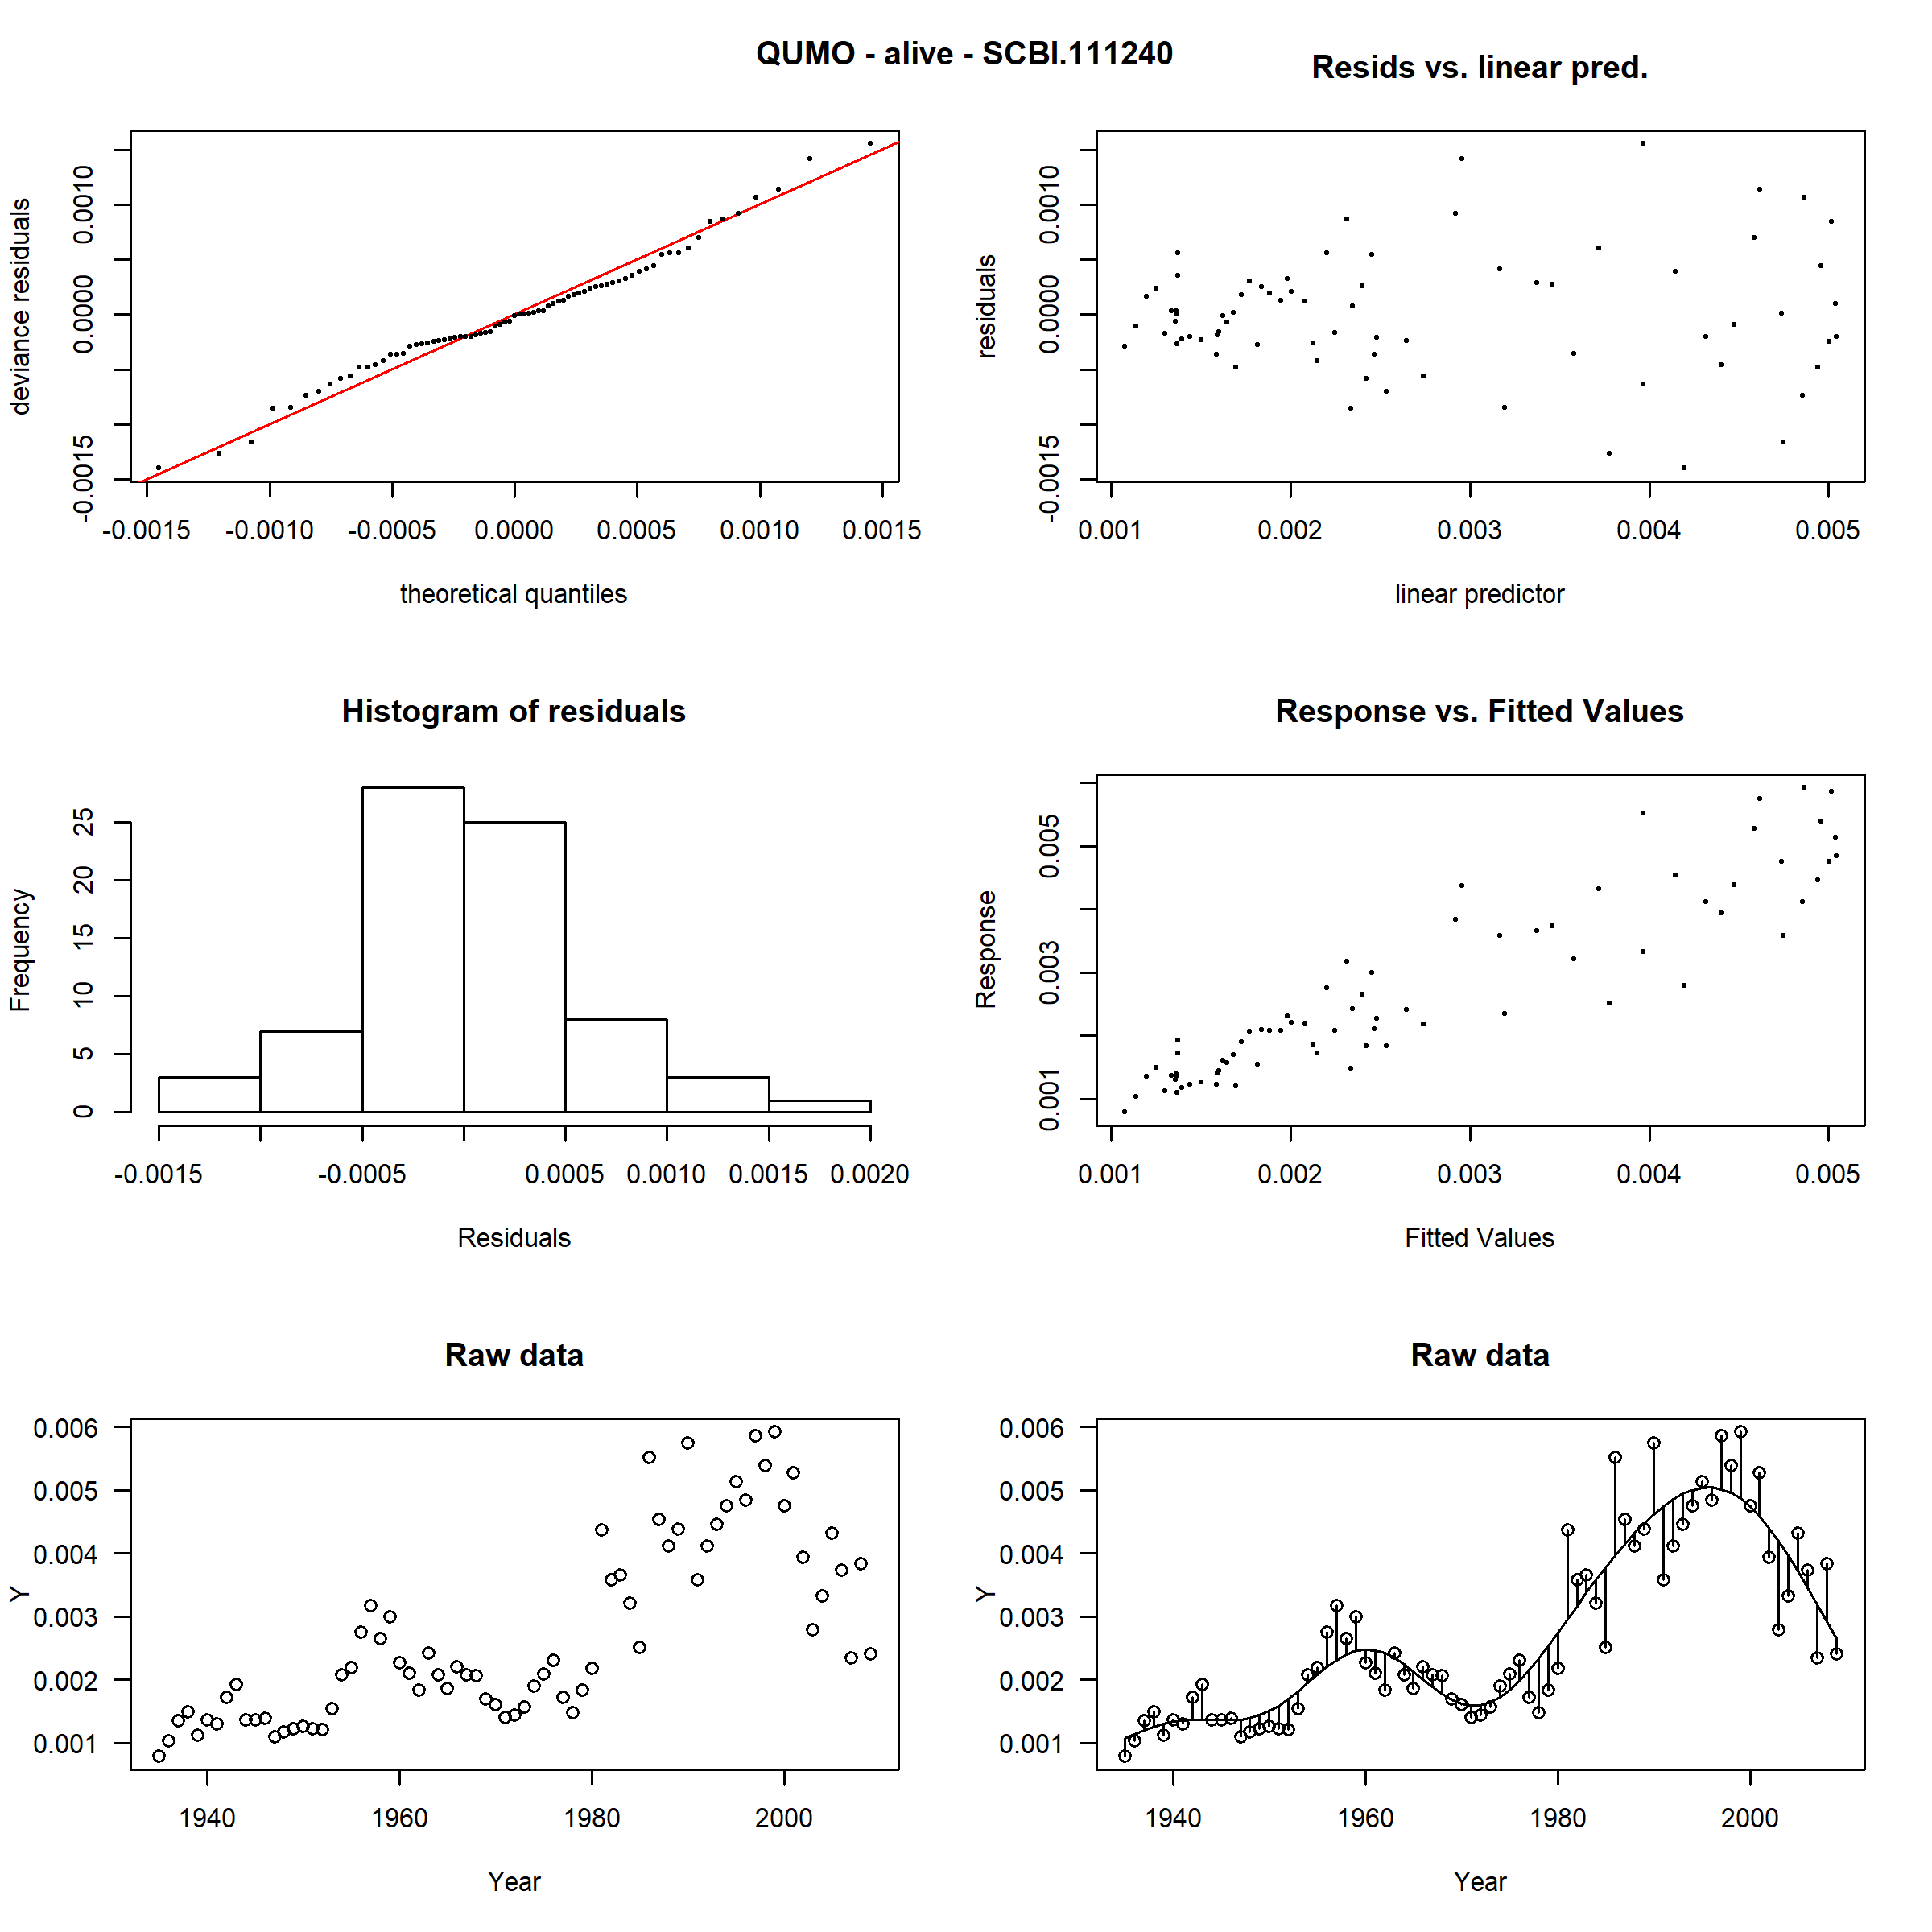 QUMO - alive - SCBI.111240
Resids vs. linear pred.
deviance residuals
-0.0015 0.0000 0.0010
-0.0015 -0.0010 -0.0005 0.0000 0.0005 0.0010 0.0015
theoretical quantiles
residuals
-0.0015 0.0000 0.0010
0.001 0.002 0.003 0.004 0.005
linear predictor
Histogram of residuals
Frequency
0 5 10 15 20 25
-0.0015 -0.0005 0.0005 0.0010 0.0015 0.0020
Residuals
Response vs. Fitted Values
Response
0.001 0.003 0.005
0.001 0.002 0.003 0.004 0.005
Fitted Values
Raw data
Y
0.006
0.005
0.004
0.003
0.002
0.001
1940 1960 1980 2000
Year
Raw data
Y
0.006
0.005
0.004
0.003
0.002
0.001
1940 1960 1980 2000
Year